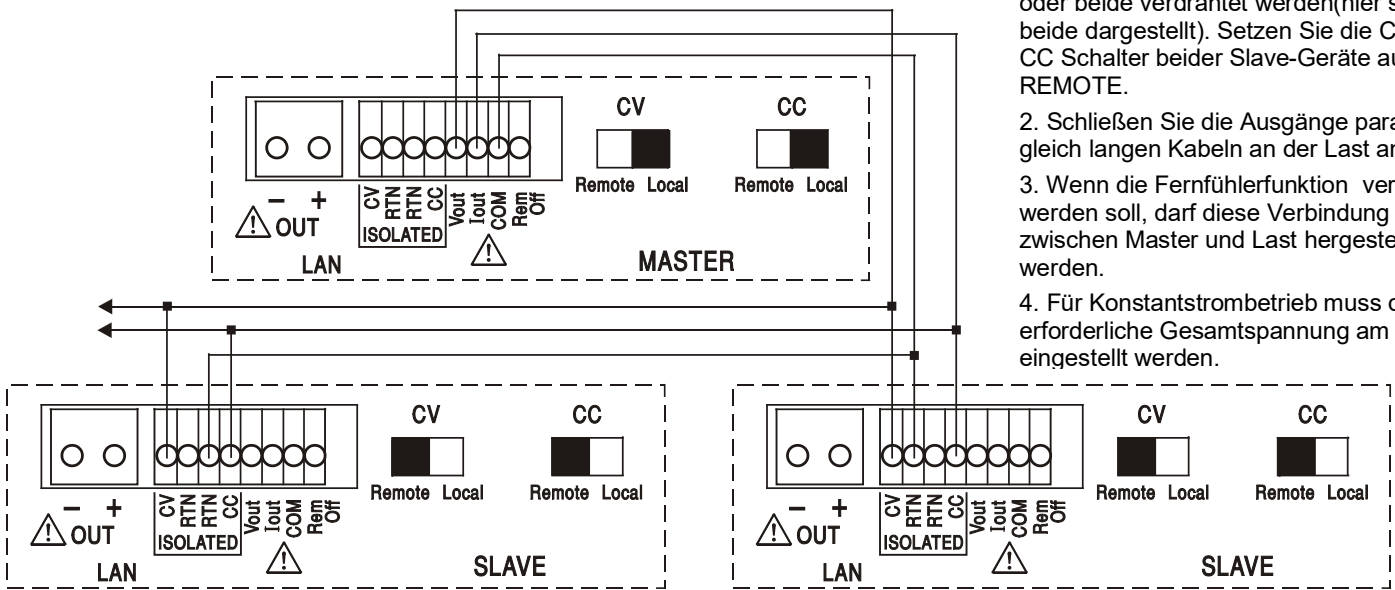 oder beide verdrahtet werden(hier s
beide dargestellt). Setzen Sie die C
CC Schalter beider Slave-Geräte au
REMOTE.
2. Schließen Sie die Ausgänge para
gleich langen Kabeln an der Last an
3. Wenn die Fernfühlerfunktion ver
werden soll, darf diese Verbindung
zwischen Master und Last hergeste
werden.
4. Für Konstantstrombetrieb muss d
erforderliche Gesamtspannung am
eingestellt werden.
CV
CC
Remote Local
Remote Local
− +
OUT
CV
RTN
RTN
CC
Vout
Iout
COM
Rem
Off
ISOLATED
LAN
MASTER
CV
CC
Remote Local
Remote Local
− +
OUT
CV
RTN
RTN
CC
Vout
Iout
COM
Rem
Off
ISOLATED
LAN
SLAVE
CV
CC
Remote Local
Remote Local
− +
OUT
CV
RTN
RTN
CC
Vout
Iout
COM
Rem
Off
ISOLATED
LAN
SLAVE